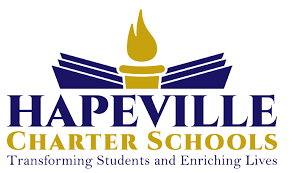 HAPEVILLE
CHARTER SCHOOLS
Transforming Students and Enriching Lives